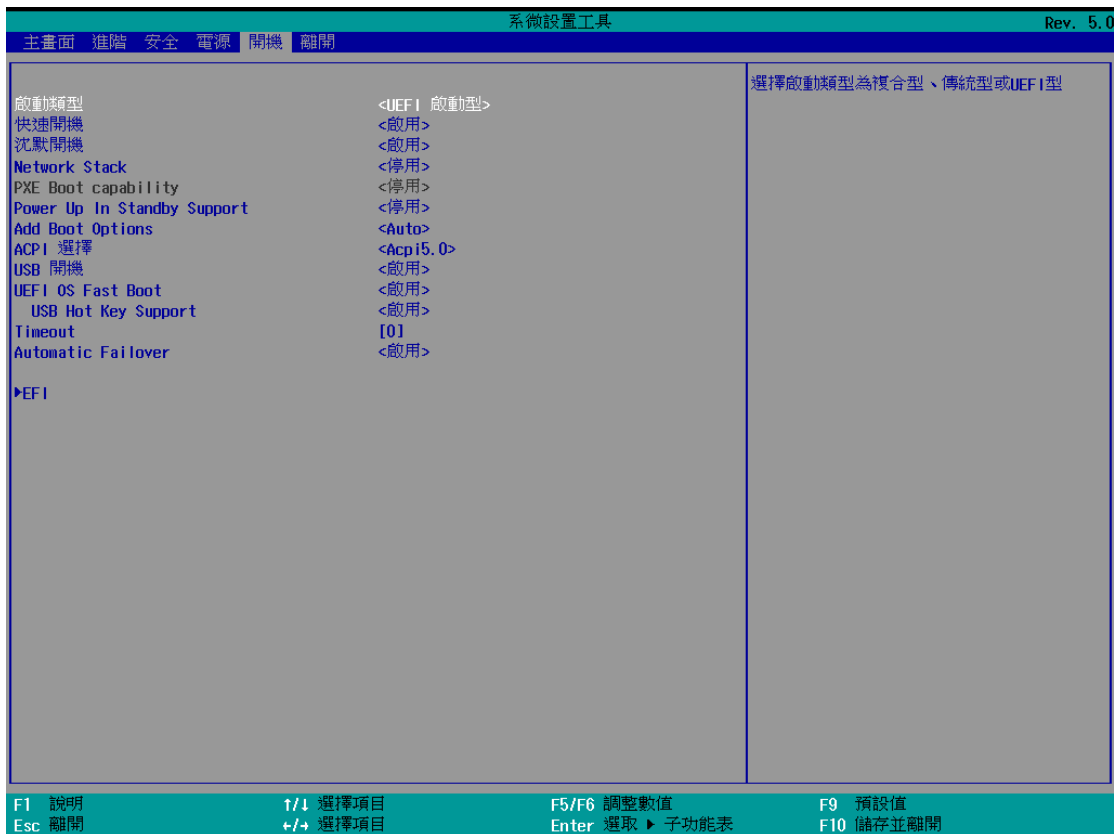 系微設置工具 Rev. 5.0
主畫面 進階 安全 電源 開機 離開
選擇啟動類型為複合型、傳統型或UEFI型
啟動類型 <UEFI 啟動型>
快速開機 <啟用>
沈默開機 <啟用>
Network Stack <停用>
PXE Boot capability <停用>
Power Up In Standby Support <停用>
Add Boot Options <Auto>
ACPI 選擇 <Acpi5.0>
USB 開機 <啟用>
UEFI OS Fast Boot <啟用>
USB Hot Key Support <啟用>
Timeout [0]
Automatic Failover <啟用>
▶EFI
F1 說明 ↑/↓ 選擇項目 F5/F6 調整數值 F9 預設值
Esc 離開 ←/→ 選擇項目 Enter 選取 ▶ 子功能表 F10 儲存並離開